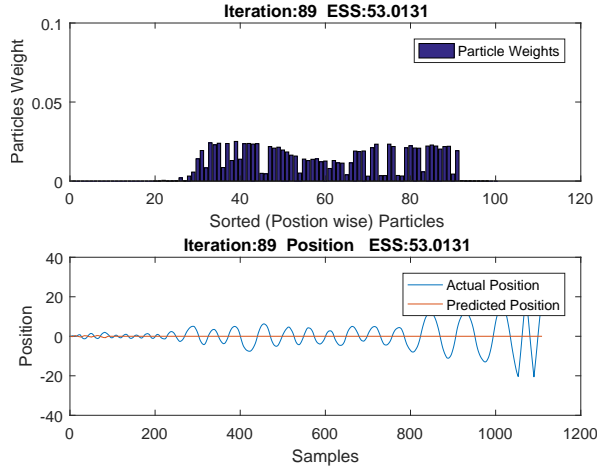 Iteration:89 ESS:53.0131
0.1
0.05
0
Particles Weight
Particle Weights
0 20 40 60 80 100 120
Sorted (Postion wise) Particles
Iteration:89 Position ESS:53.0131
40
20
0
-20
-40
Position
Actual Position
Predicted Position
0 200 400 600 800 1000 1200
Samples